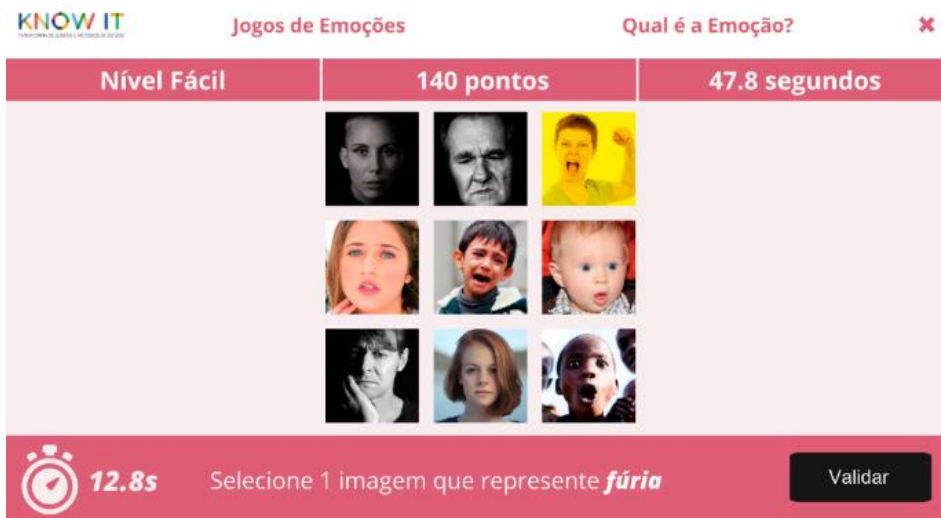 KNOW IT
Jogos de Emoções
Qual é a Emoção?
Nível Fácil
140 pontos
47.8 segundos
12.8s
Selecione 1 imagem que represente fúria
Validar